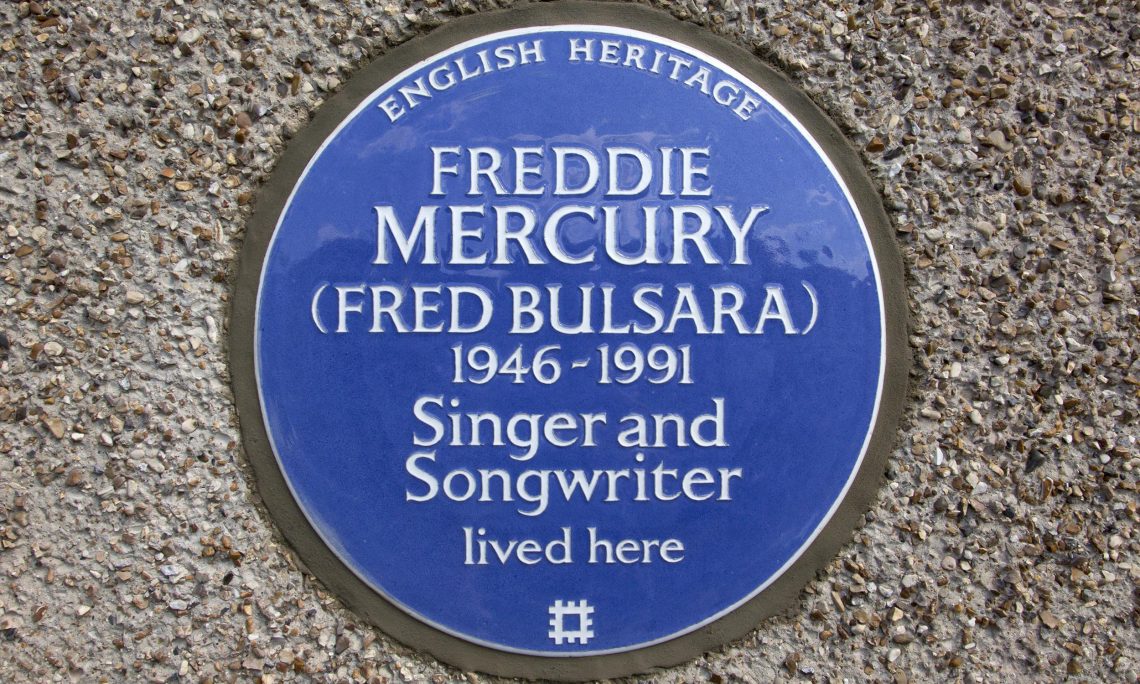 ENGLISH HERITAGE
FREDDIE
MERCURY
(FRED BULSARA)
1946-1991
Singer and
Songwriter
lived here